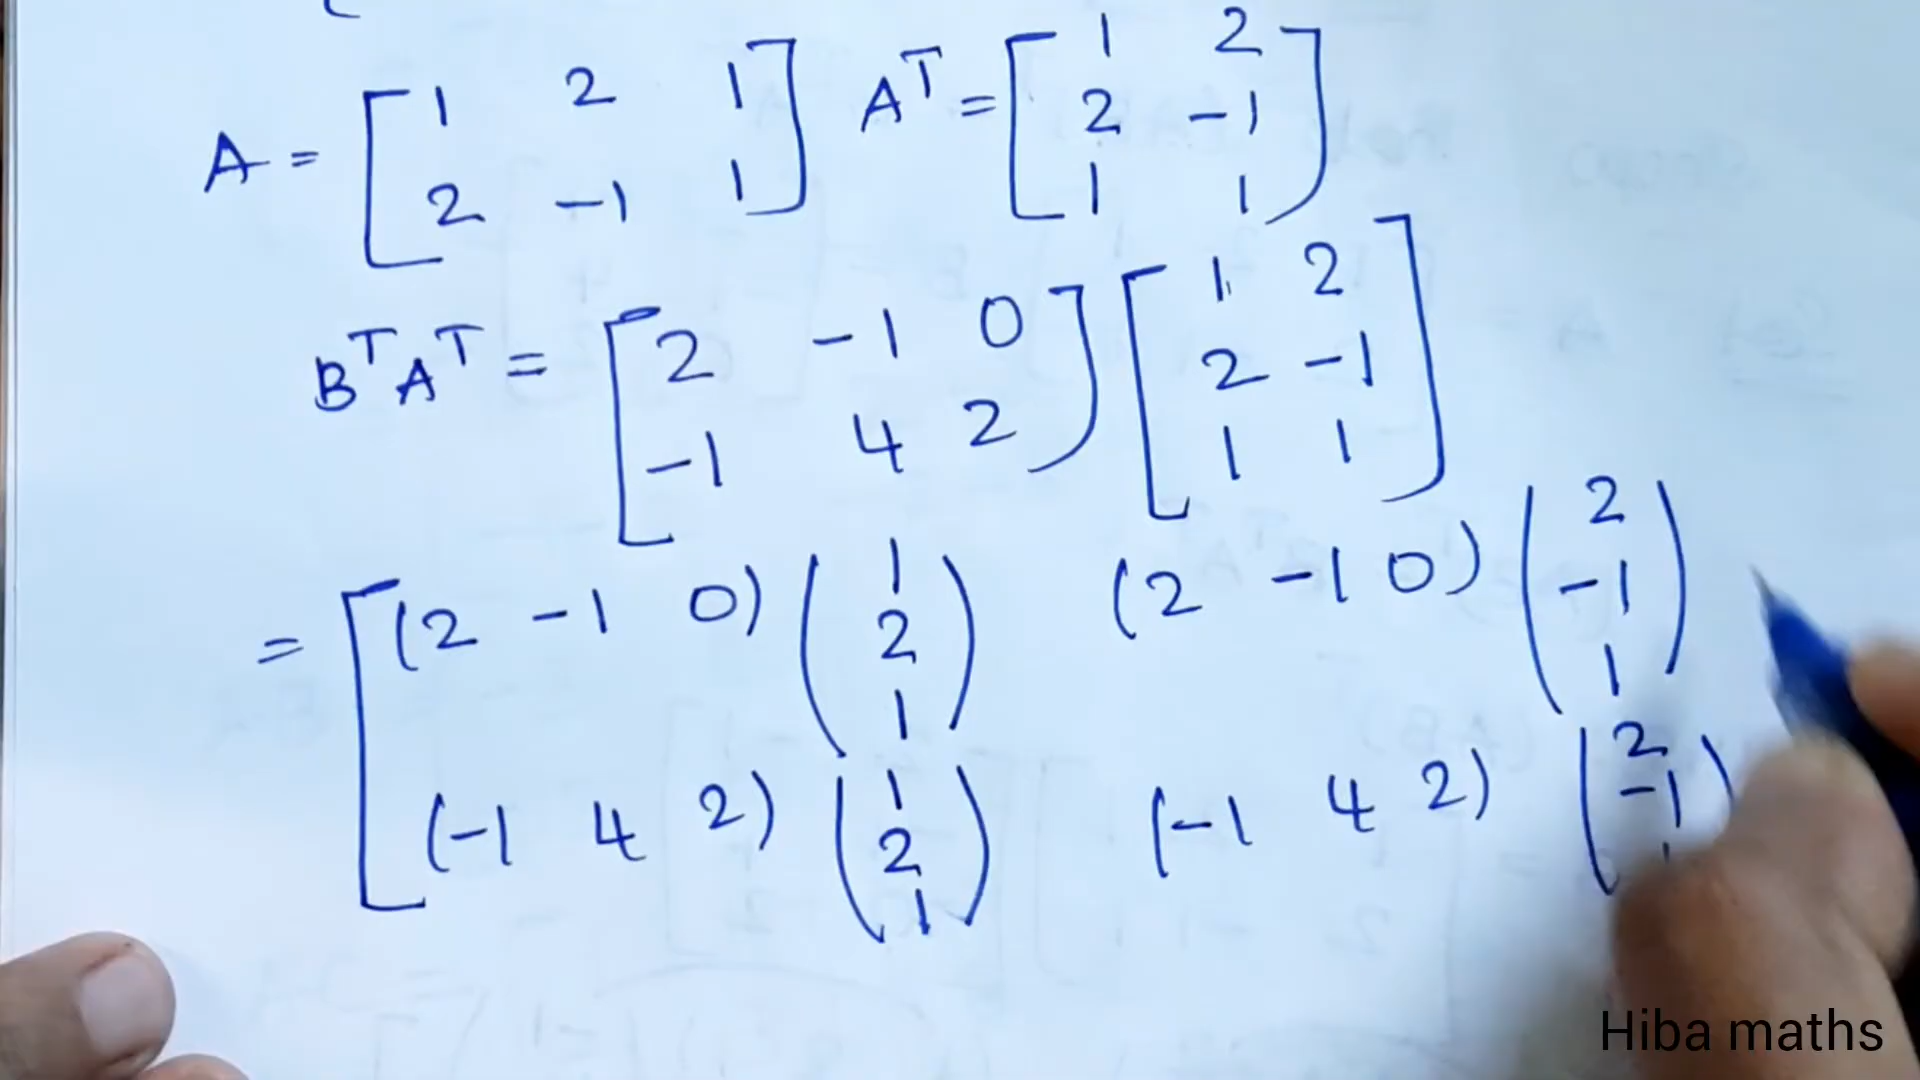 A = [ 1 2 1 ] Aᵀ = [ 1 2
2 -1 1 2 -1
1 1 ]
BᵀAᵀ = [ 2 -1 0 ] [ 1 2
-1 4 2 2 -1
1 1 ]
= [ (2 -1 0) ( 1 2 1 ) (2 -1 0) ( 2 -1 1 )
(-1 4 2) ( 1 2 1 ) (-1 4 2) ( 2 -1
Hiba maths